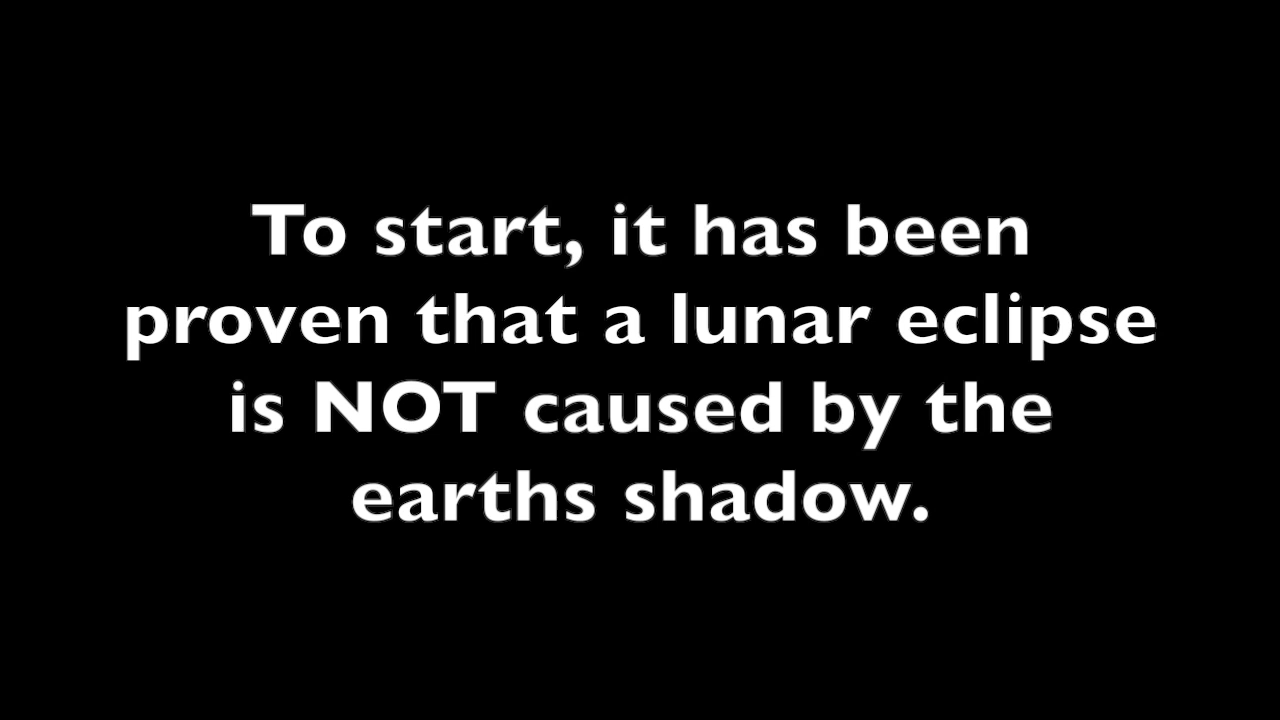 To start, it has been
proven that a lunar eclipse
is NOT caused by the
earths shadow.